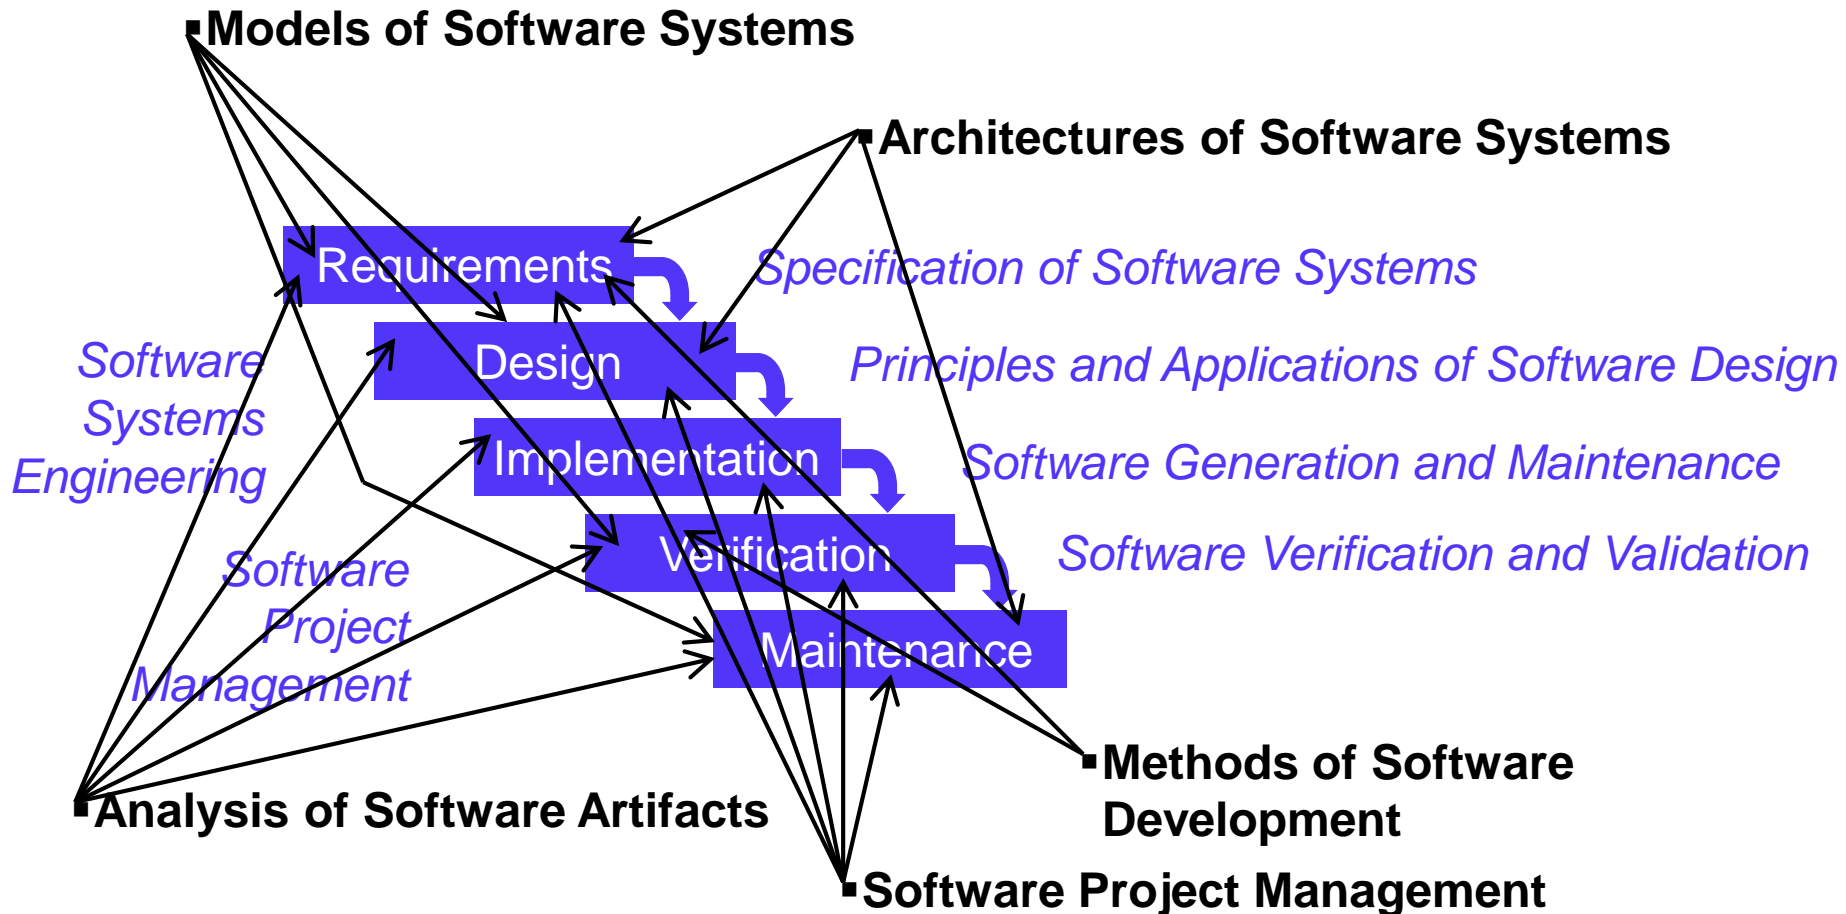 ▪Models of Software Systems
▪Architectures of Software Systems
Requirements
Specification of Software Systems
Design
Principles and Applications of Software Design
Software
Systems
Engineering
Implementation
Software Generation and Maintenance
Verification
Software Verification and Validation
Software
Project
Management
Maintenance
▪Methods of Software
Development
▪Analysis of Software Artifacts
▪Software Project Management